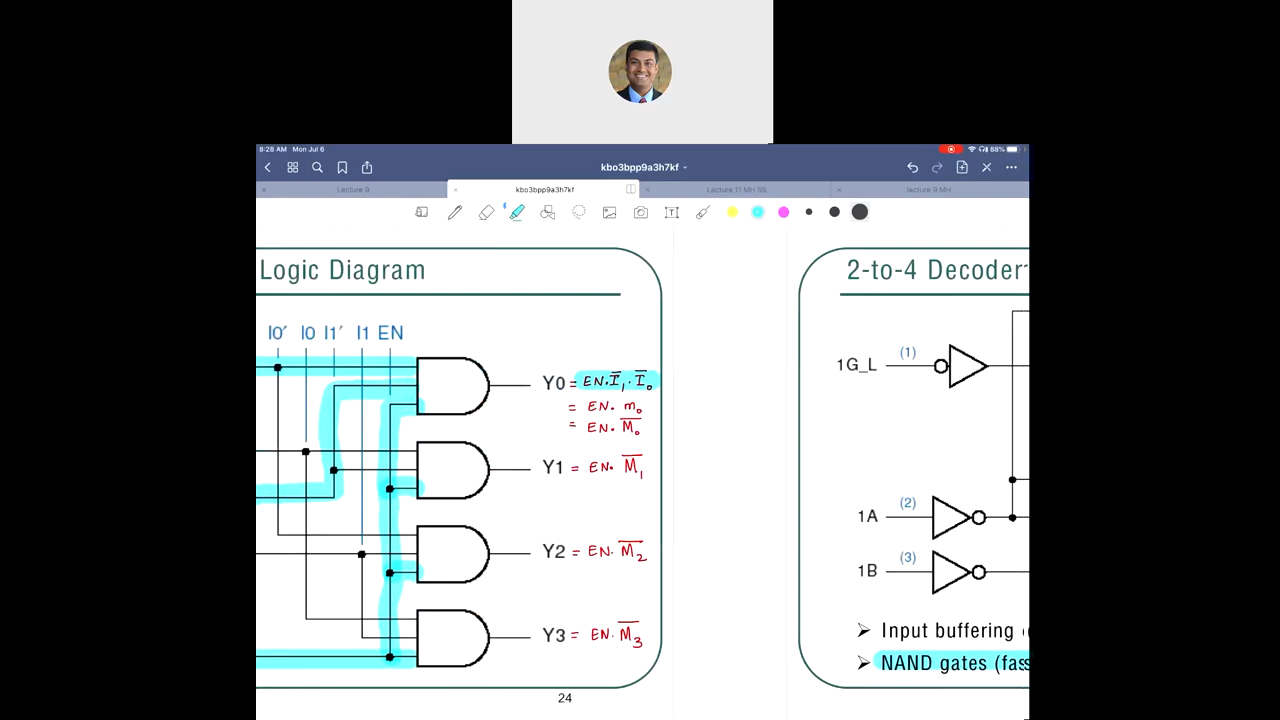 8:28 AM Mon Jul 6
88%
kbo3bpp9a3h7kf
Lecture 9
kbo3bpp9a3h7kf
Lecture 11 MH SS
lecture 9 MH
Logic Diagram
I0′ I0 I1′ I1 EN
Y0 = EN·I̅₁·I̅₀
= EN· m₀
= EN· M̅₀
Y1 = EN· M̅₁
Y2 = EN· M̅₂
Y3 = EN· M̅₃
24
2-to-4 Decoder
1G_L (1)
1A (2)
1B (3)
➢ Input buffering
➢ NAND gates (fas